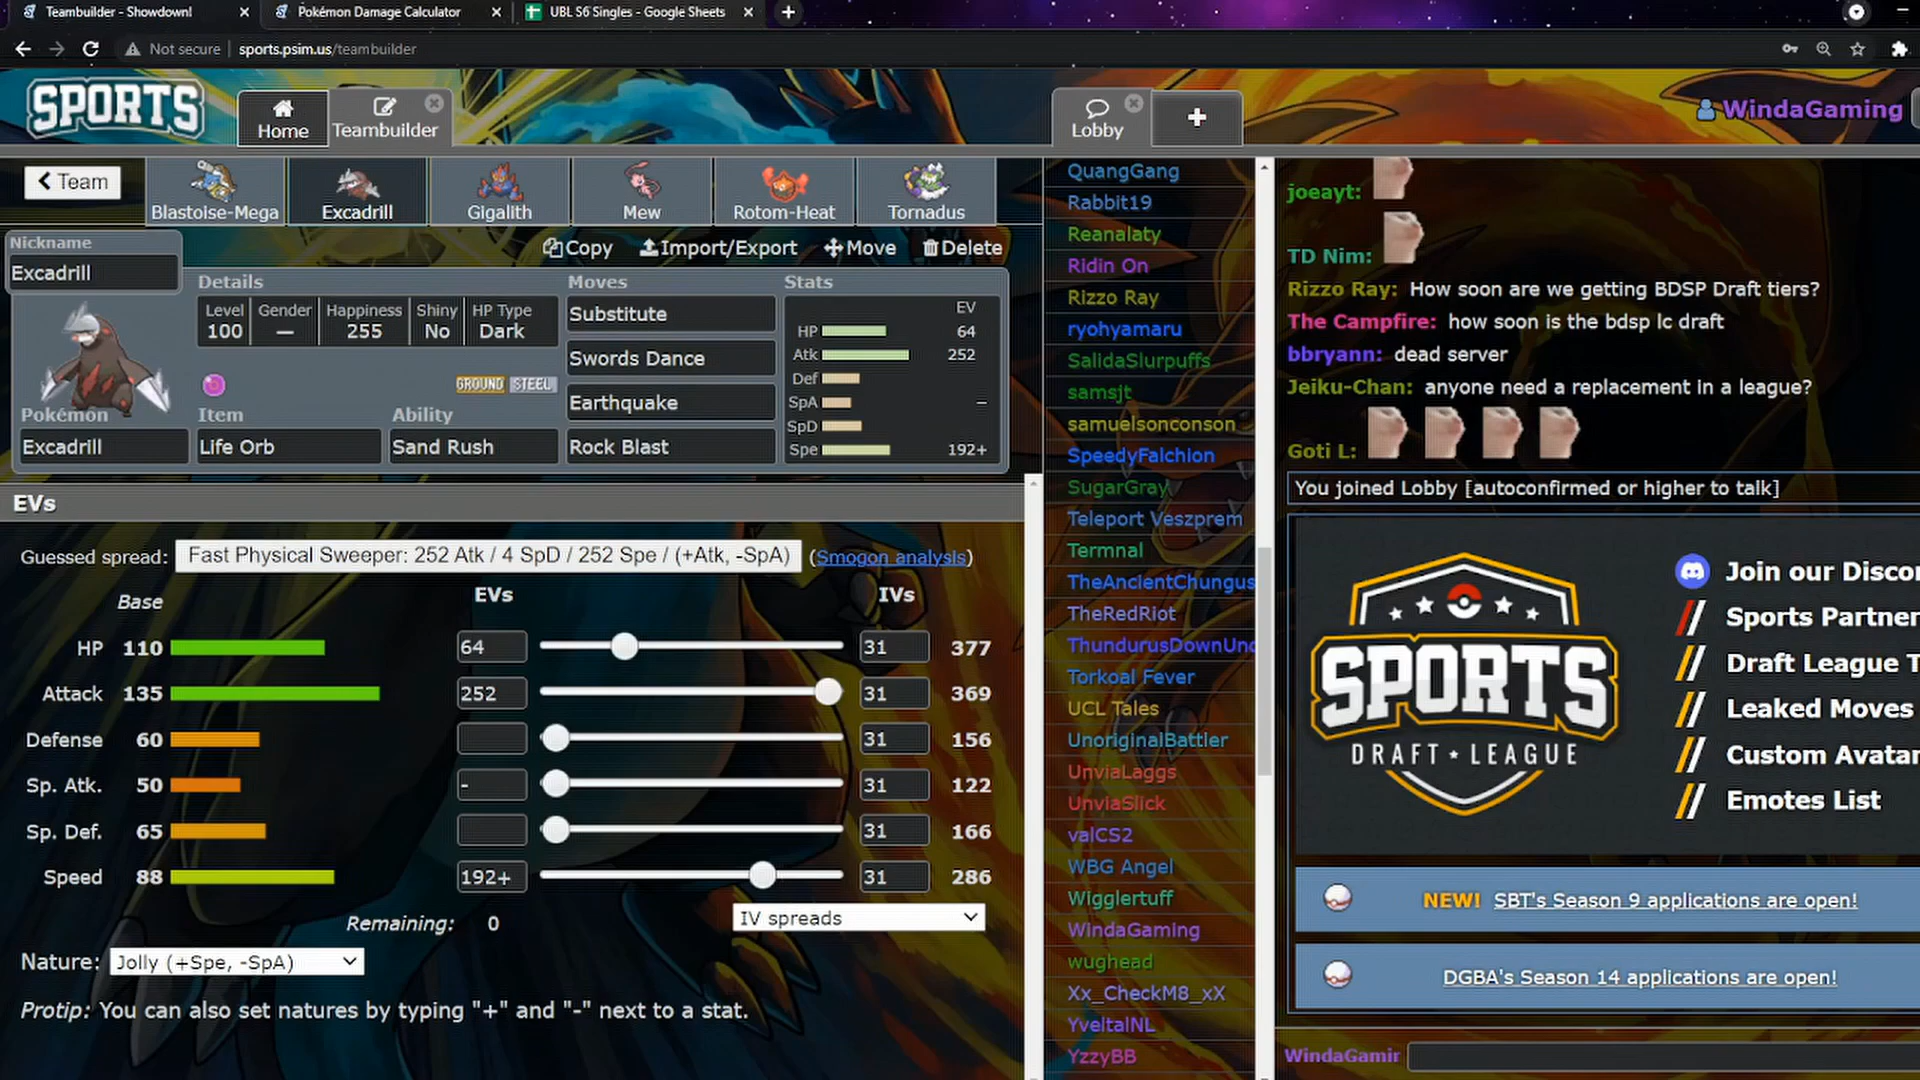 Teambuilder - Showdown!
Pokémon Damage Calculator
UBL S6 Singles - Google Sheets
Not secure
sports.psim.us/teambuilder
SPORTS
Home
Teambuilder
Lobby
WindaGaming
Team
Blastoise-Mega
Excadrill
Gigalith
Mew
Rotom-Heat
Tornadus
Copy
Import/Export
Move
Delete
Nickname
Excadrill
Details
Level
100
Gender
—
Happiness
255
Shiny
No
HP Type
Dark
GROUND STEEL
Pokémon
Excadrill
Item
Life Orb
Ability
Sand Rush
Moves
Substitute
Swords Dance
Earthquake
Rock Blast
Stats
EV
HP 64
Atk 252
Def
SpA –
SpD
Spe 192+
EVs
Guessed spread: Fast Physical Sweeper: 252 Atk / 4 SpD / 252 Spe / (+Atk, -SpA) (Smogon analysis)
Base EVs IVs
HP 110 64 31 377
Attack 135 252 31 369
Defense 60 31 156
Sp. Atk. 50 - 31 122
Sp. Def. 65 31 166
Speed 88 192+ 31 286
Remaining: 0
IV spreads
Nature: Jolly (+Spe, -SpA)
Protip: You can also set natures by typing "+" and "-" next to a stat.
QuangGang
Rabbit19
Reanalaty
Ridin On
Rizzo Ray
ryohyamaru
SalidaSlurpuffs
samsjt
samuelsonconson
SpeedyFalchion
SugarGray
Teleport Veszprem
Termnal
TheAncientChungus
TheRedRiot
ThundurusDownUnd
Torkoal Fever
UCL Tales
UnoriginalBattler
UnviaLaggs
UnviaSlick
valCS2
WBG Angel
Wigglertuff
WindaGaming
wughead
Xx_CheckM8_xX
YveltalNL
YzzyBB
joeayt:
TD Nim:
Rizzo Ray: How soon are we getting BDSP Draft tiers?
The Campfire: how soon is the bdsp lc draft
bbryann: dead server
Jeiku-Chan: anyone need a replacement in a league?
Goti L:
You joined Lobby [autoconfirmed or higher to talk]
SPORTS
DRAFT LEAGUE
Join our Discor
Sports Partner
Draft League T
Leaked Moves
Custom Avatar
Emotes List
NEW! SBT's Season 9 applications are open!
DGBA's Season 14 applications are open!
WindaGamir